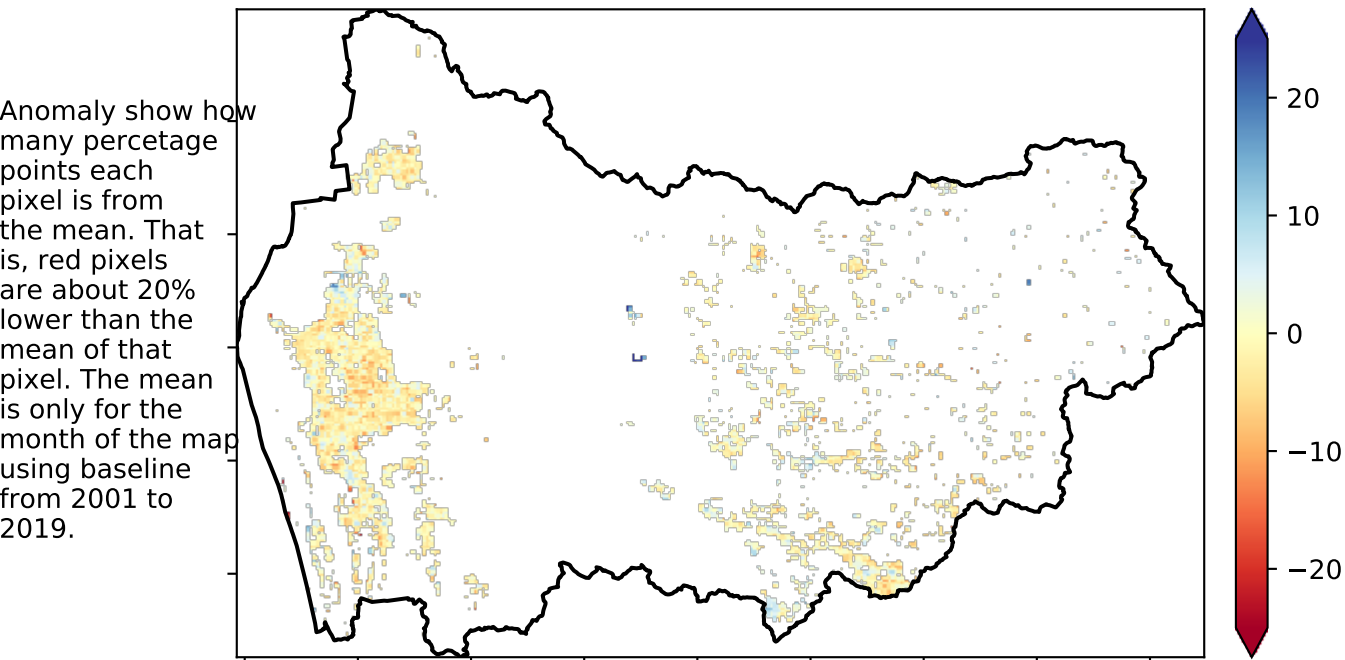 Anomaly show how
many percetage
points each
pixel is from
the mean. That
is, red pixels
are about 20%
lower than the
mean of that
pixel. The mean
is only for the
month of the map
using baseline
from 2001 to
2019.
20
10
0
−10
−20